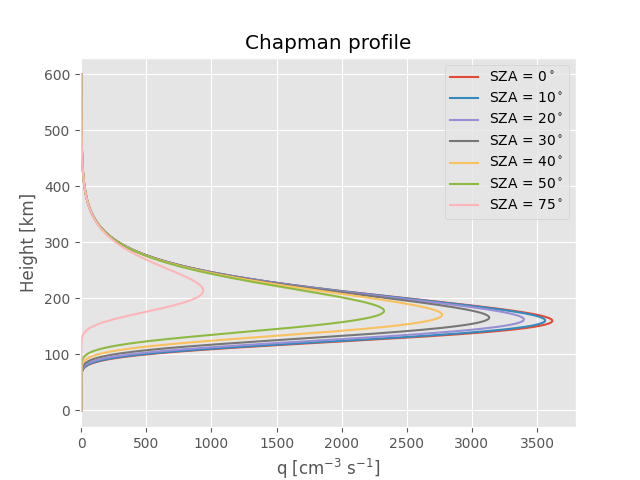 Chapman profile
SZA = 0°
SZA = 10°
SZA = 20°
SZA = 30°
SZA = 40°
SZA = 50°
SZA = 75°
Height [km]
600
500
400
300
200
100
0
0 500 1000 1500 2000 2500 3000 3500
q [cm⁻³ s⁻¹]